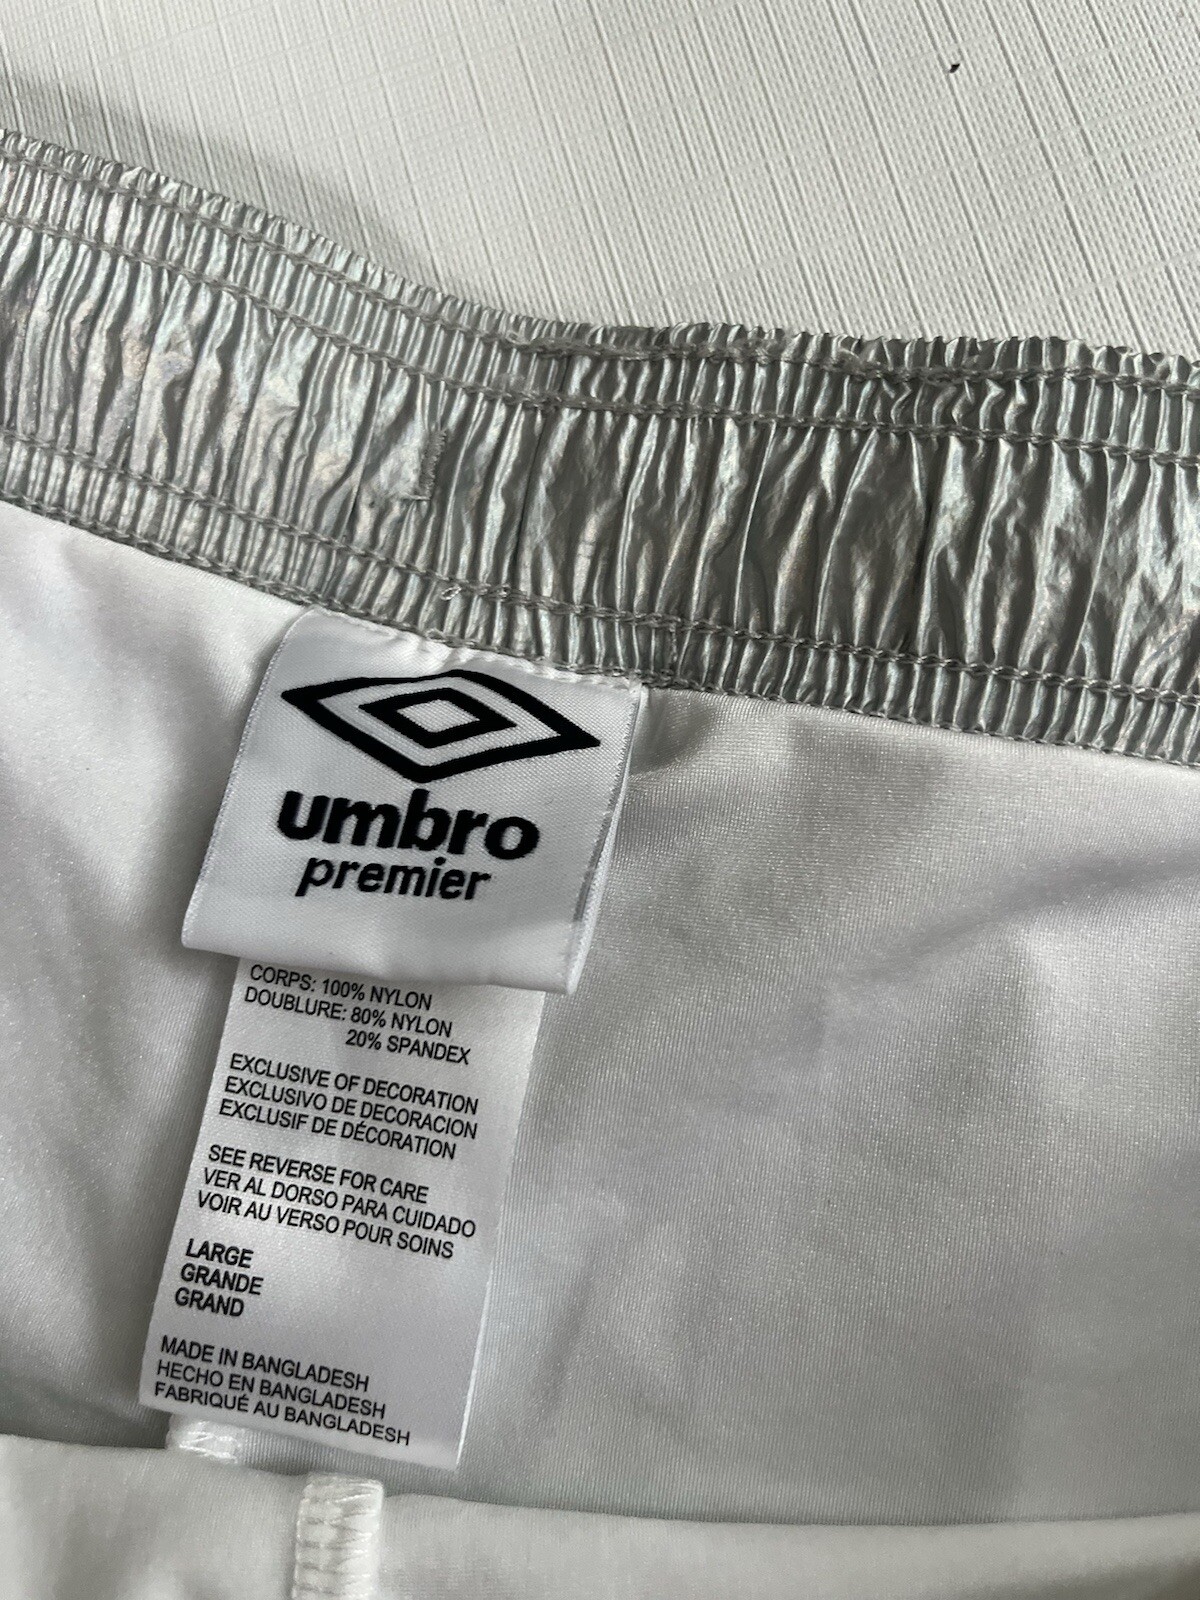 umbro
premier
CORPS: 100% NYLON
DOUBLURE: 80% NYLON
20% SPANDEX
EXCLUSIVE OF DECORATION
EXCLUSIVO DE DECORACION
EXCLUSIF DE DÉCORATION
SEE REVERSE FOR CARE
VER AL DORSO PARA CUIDADO
VOIR AU VERSO POUR SOINS
LARGE
GRANDE
GRAND
MADE IN BANGLADESH
HECHO EN BANGLADESH
FABRIQUÉ AU BANGLADESH